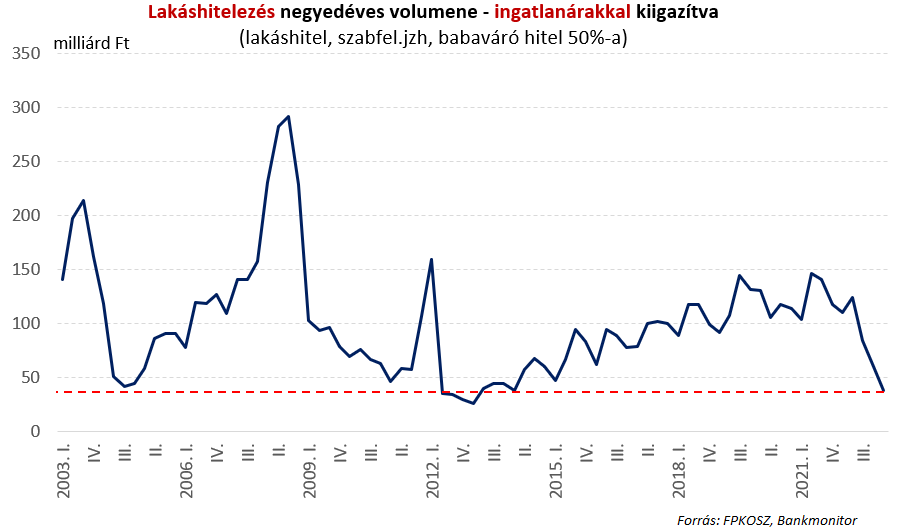 Lakáshitelezés negyedéves volumene - ingatlanárakkal kiigazítva
(lakáshitel, szabfel.jzh, babaváró hitel 50%-a)
milliárd Ft
350
300
250
200
150
100
50
0
2003. I.
IV.
III.
II.
2006. I.
IV.
III.
II.
2009. I.
IV.
III.
II.
2012. I.
IV.
III.
II.
2015. I.
IV.
III.
II.
2018. I.
IV.
III.
II.
2021. I.
IV.
III.
Forrás: FPKOSZ, Bankmonitor